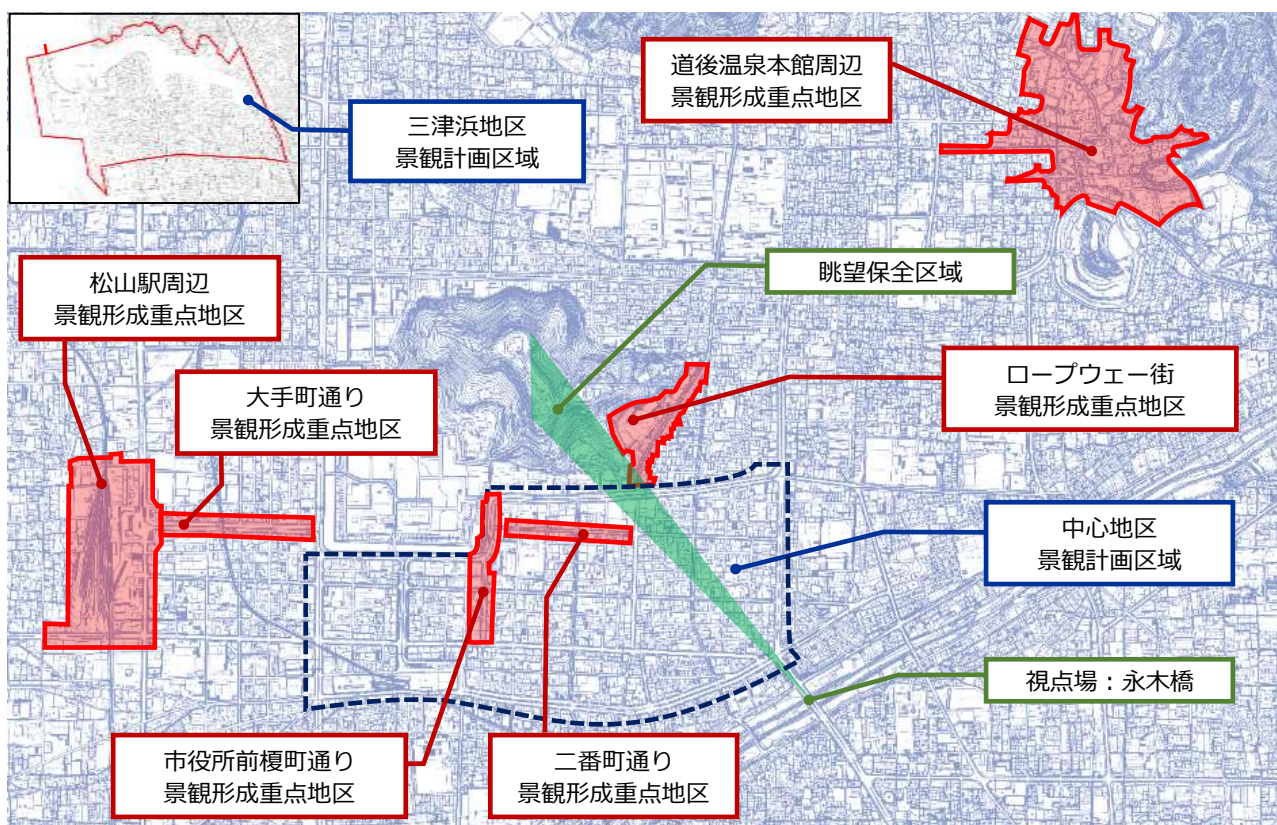 道後温泉本館周辺
景観形成重点地区
三津浜地区
景観計画区域
眺望保全区域
松山駅周辺
景観形成重点地区
ロープウェー街
景観形成重点地区
大手町通り
景観形成重点地区
中心地区
景観計画区域
視点場：永木橋
市役所前榎町通り
景観形成重点地区
二番町通り
景観形成重点地区